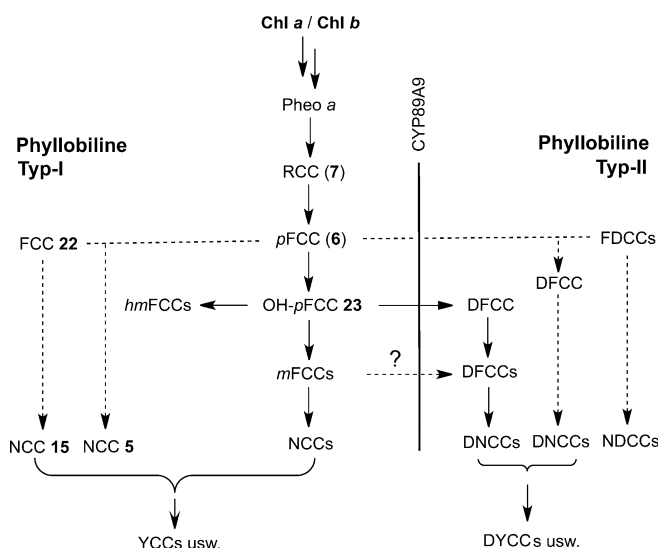 Chl a / Chl b
CYP89A9
Pheo a
Phyllobiline
Typ-I
Phyllobiline
Typ-II
RCC (7)
FCC 22
pFCC (6)
FDCCs
DFCC
hmFCCs
OH-pFCC 23
DFCC
?
mFCCs
DFCCs
NCC 15
NCC 5
NCCs
DNCCs
DNCCs
NDCCs
YCCs usw.
DYCCs usw.